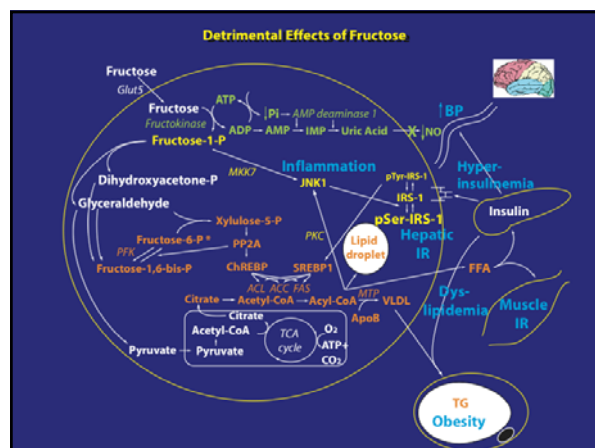 Detrimental Effects of Fructose
Fructose
Glut5
Fructose
Fructokinase
ATP
ADP
↓Pi
AMP deaminase 1
AMP
IMP
Uric Acid
X
↓NO
↑BP
Fructose-1-P
MKK7
Inflammation
JNK1
pTyr-IRS-1
IRS-1
pSer-IRS-1
Hepatic
IR
Hyper-
insulinemia
Insulin
Dihydroxyacetone-P
Glyceraldehyde
Xylulose-5-P
Fructose-6-P *
PFK
PP2A
Fructose-1,6-bis-P
ChREBP
SREBP1
PKC
Lipid
droplet
FFA
ACL ACC FAS
Citrate
Acetyl-CoA
Acyl-CoA
MTP
VLDL
ApoB
Dys-
lipidemia
Muscle
IR
Citrate
Acetyl-CoA
TCA
cycle
O₂
ATP+
CO₂
Pyruvate
Pyruvate
TG
Obesity